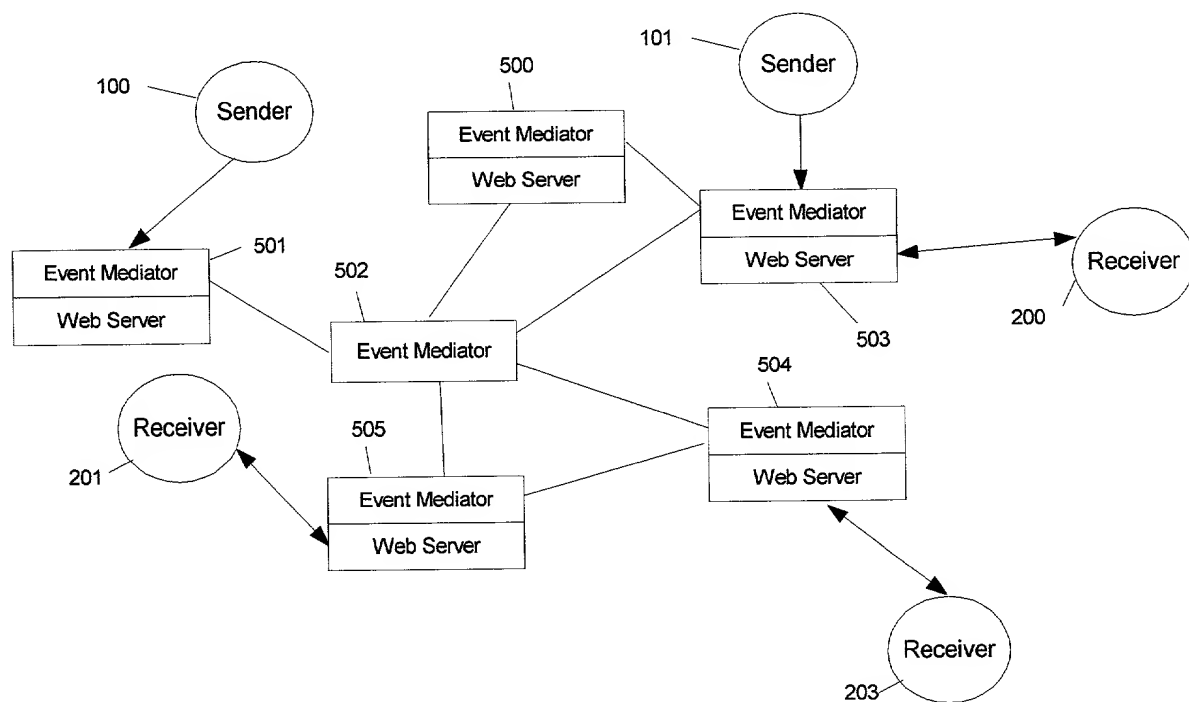 101
Sender
100
Sender
500
Event Mediator
Web Server
Event Mediator
Web Server
501
Event Mediator
Web Server
502
Event Mediator
Receiver
200
503
504
Event Mediator
Web Server
Receiver
201
505
Event Mediator
Web Server
Receiver
203